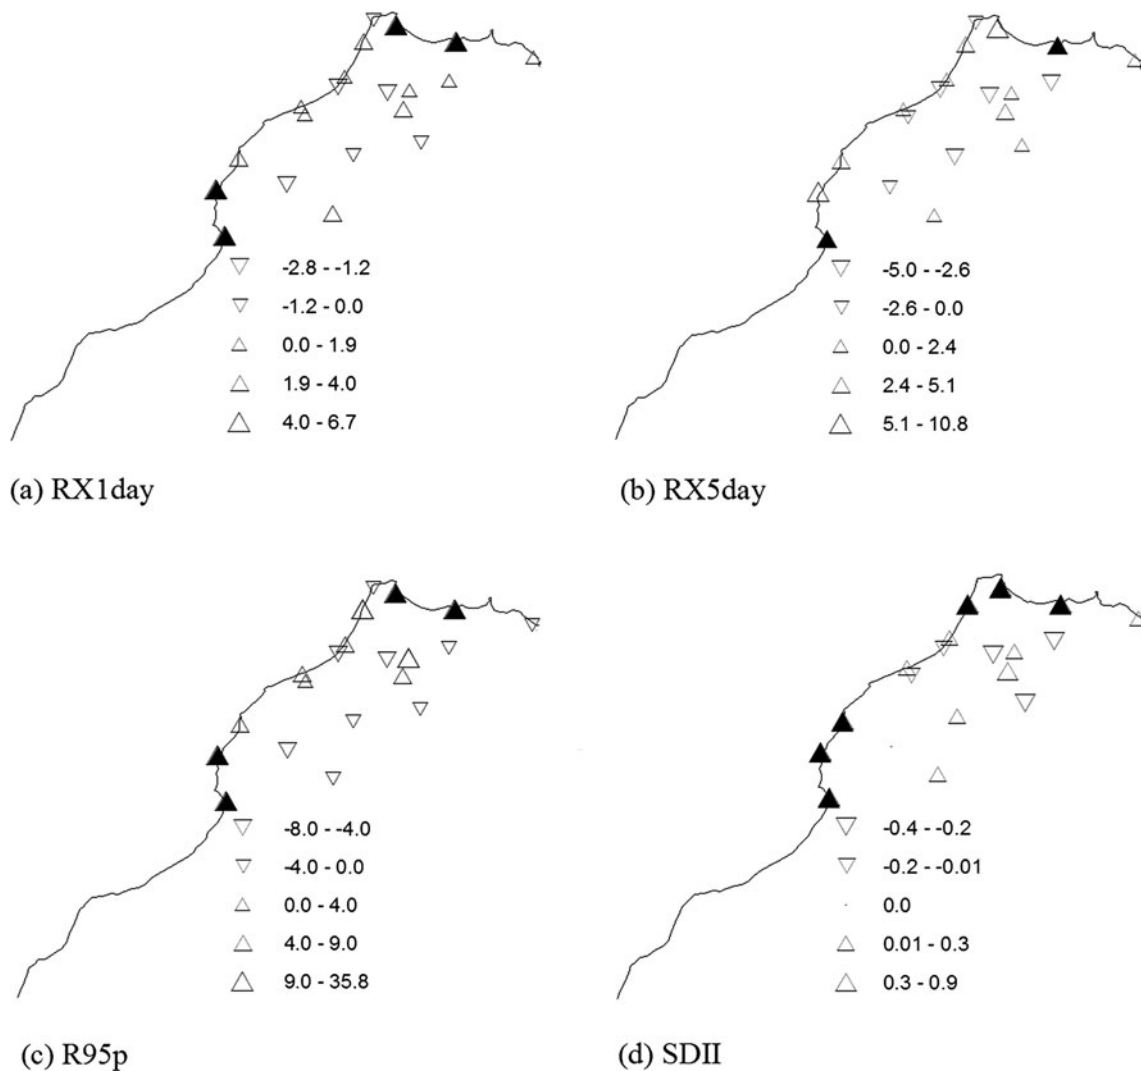 -2.8 - -1.2
-1.2 - 0.0
0.0 - 1.9
1.9 - 4.0
4.0 - 6.7
(a) RX1day
-5.0 - -2.6
-2.6 - 0.0
0.0 - 2.4
2.4 - 5.1
5.1 - 10.8
(b) RX5day
-8.0 - -4.0
-4.0 - 0.0
0.0 - 4.0
4.0 - 9.0
9.0 - 35.8
(c) R95p
-0.4 - -0.2
-0.2 - -0.01
0.0
0.01 - 0.3
0.3 - 0.9
(d) SDII